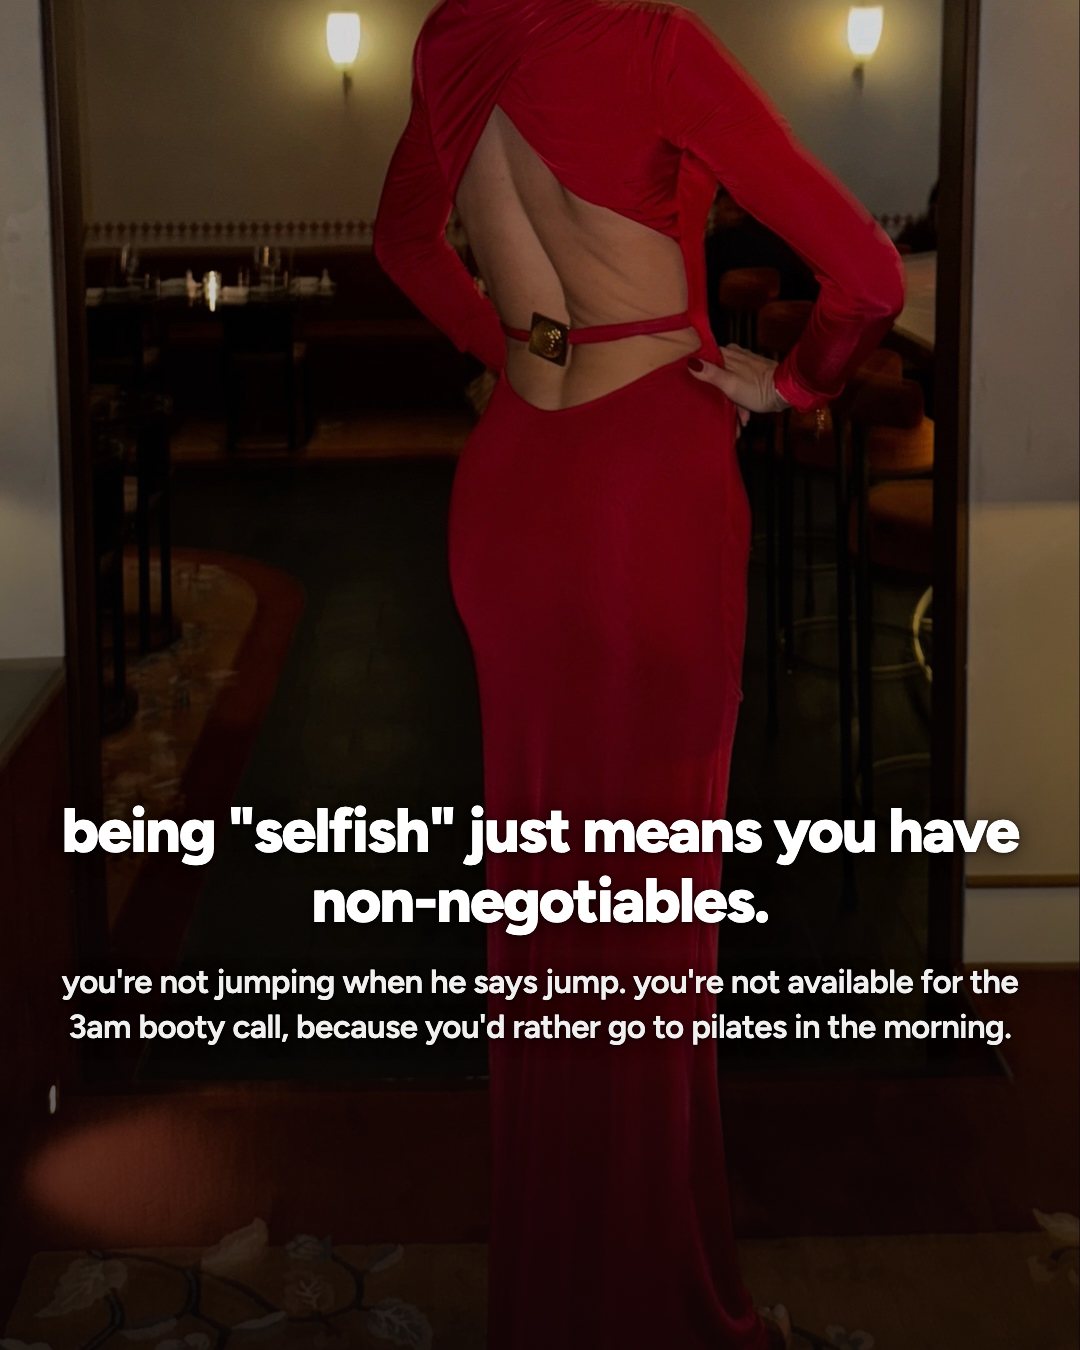 being "selfish" just means you have
non-negotiables.
you're not jumping when he says jump. you're not available for the
3am booty call, because you'd rather go to pilates in the morning.